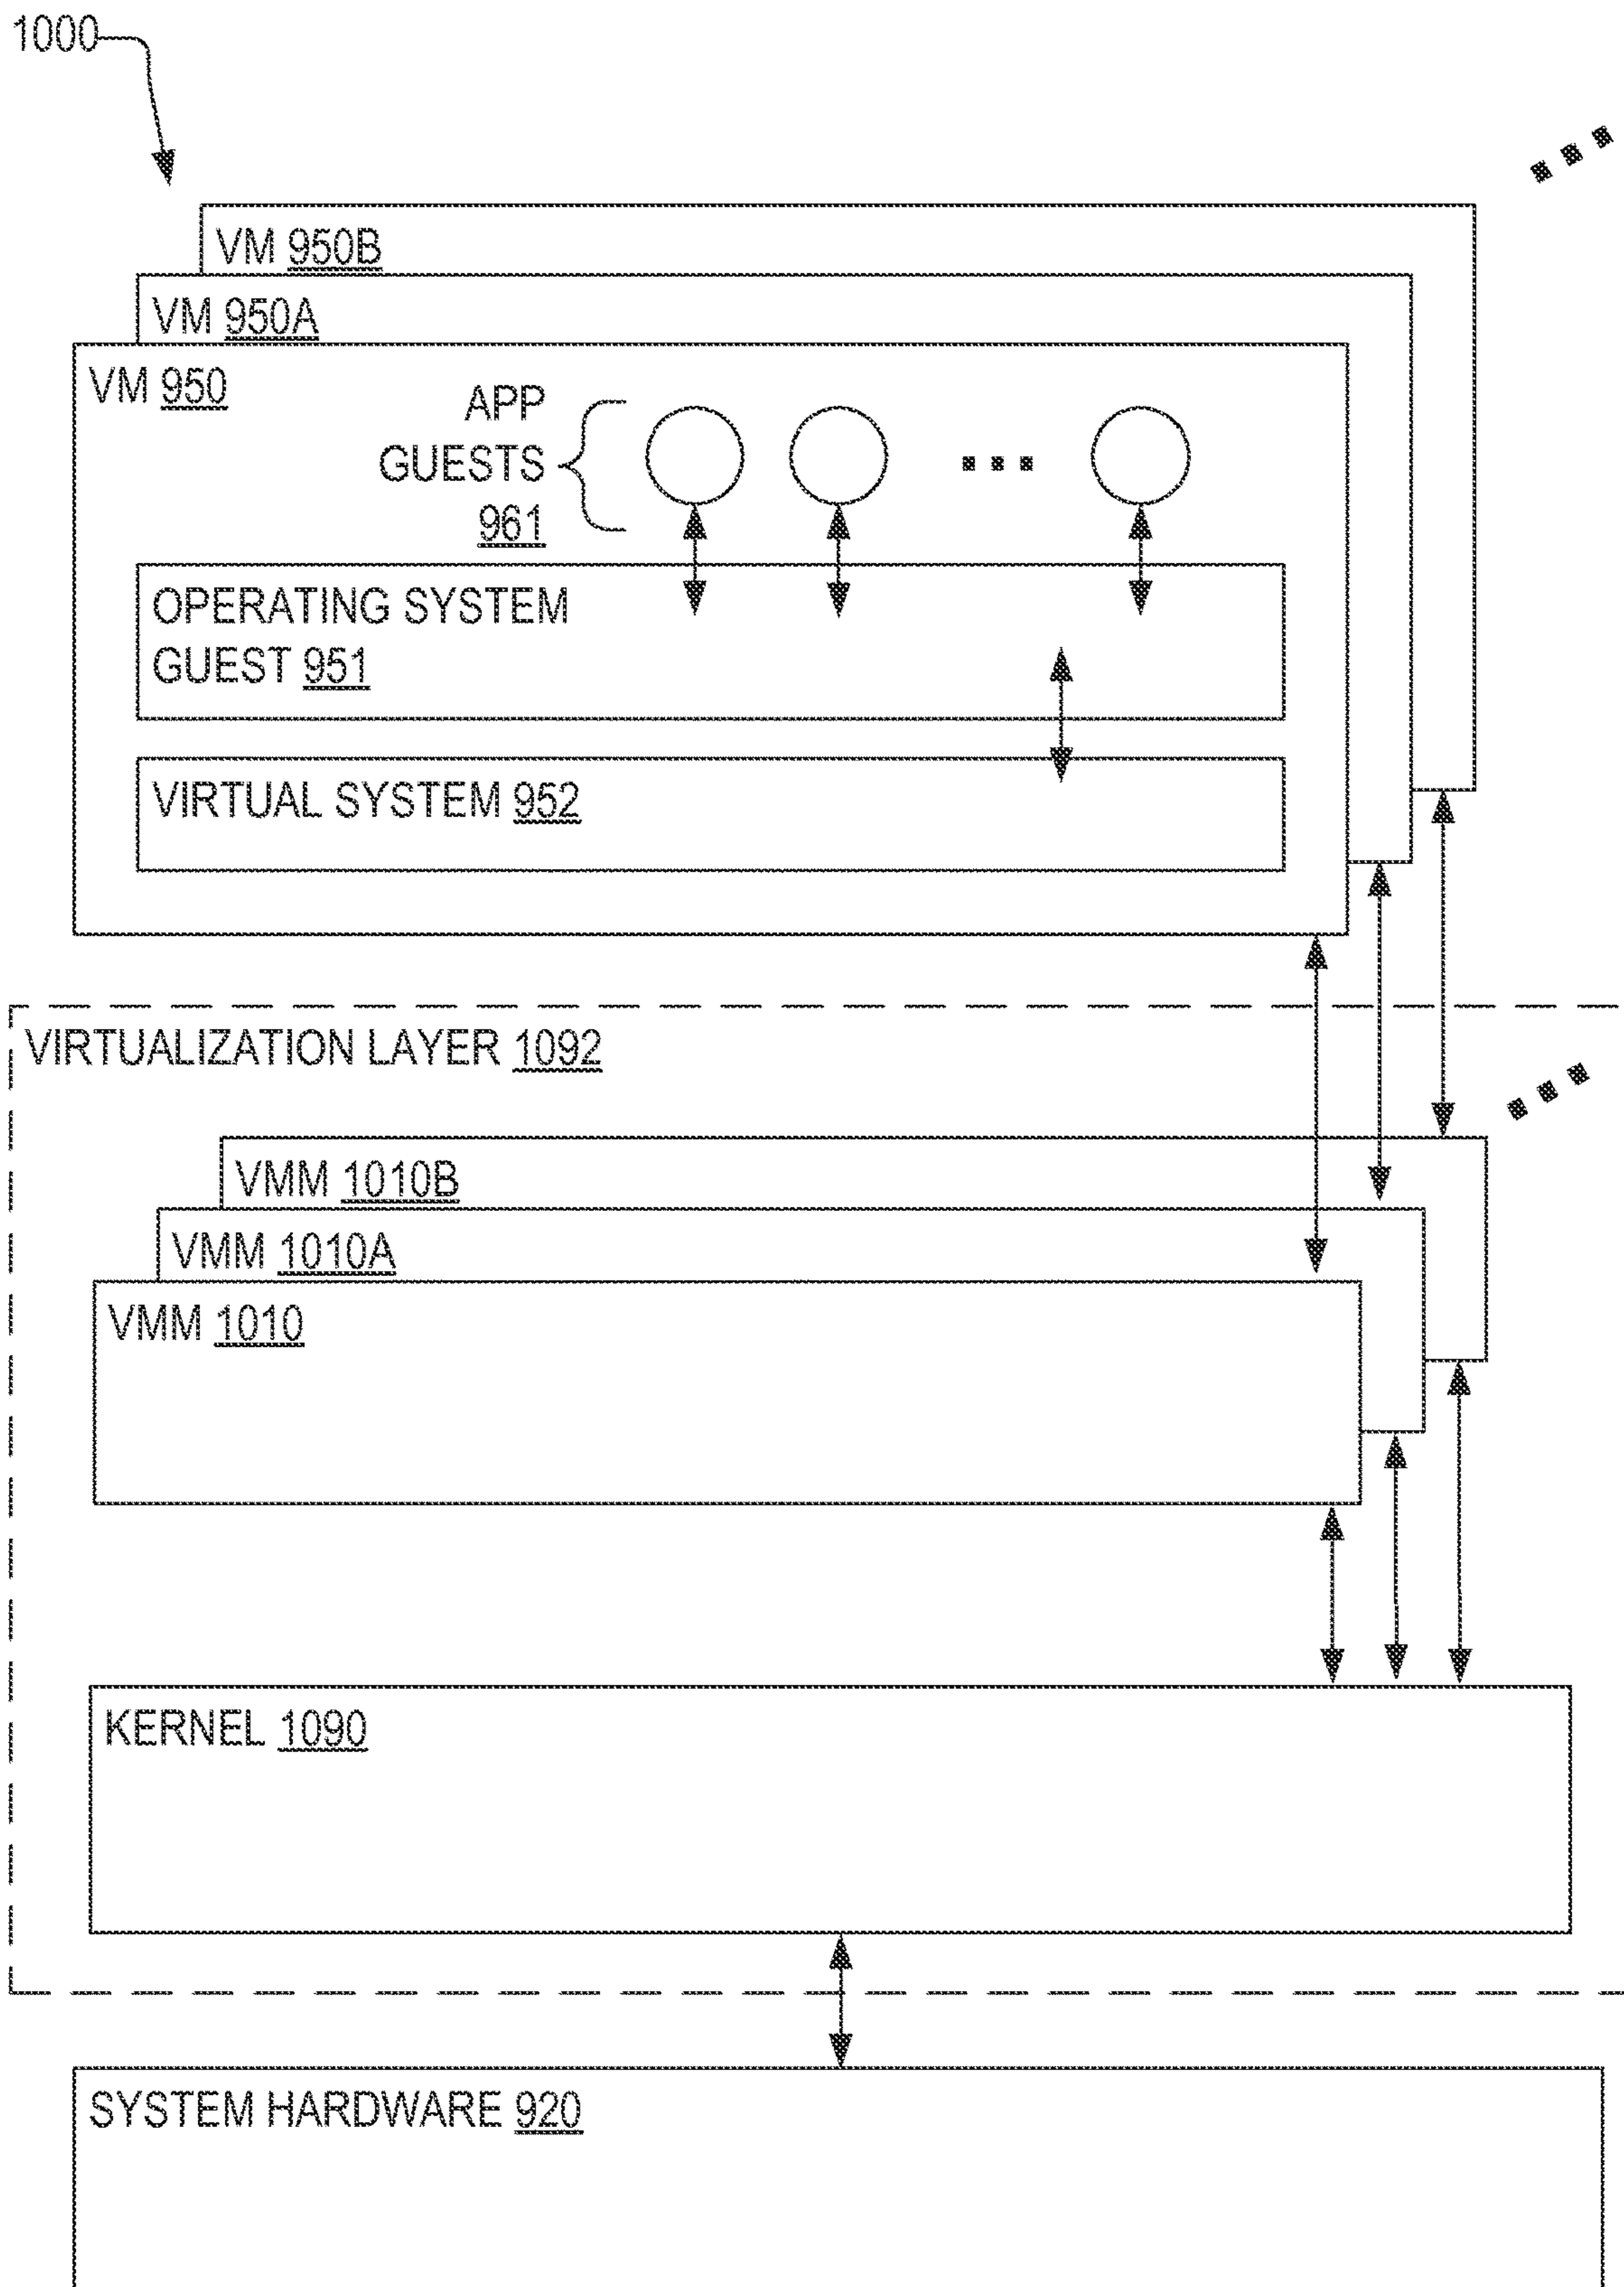 1000
VM 950B
VM 950A
VM 950
APP
GUESTS
961
OPERATING SYSTEM
GUEST 951
VIRTUAL SYSTEM 952
VIRTUALIZATION LAYER 1092
VMM 1010B
VMM 1010A
VMM 1010
KERNEL 1090
SYSTEM HARDWARE 920